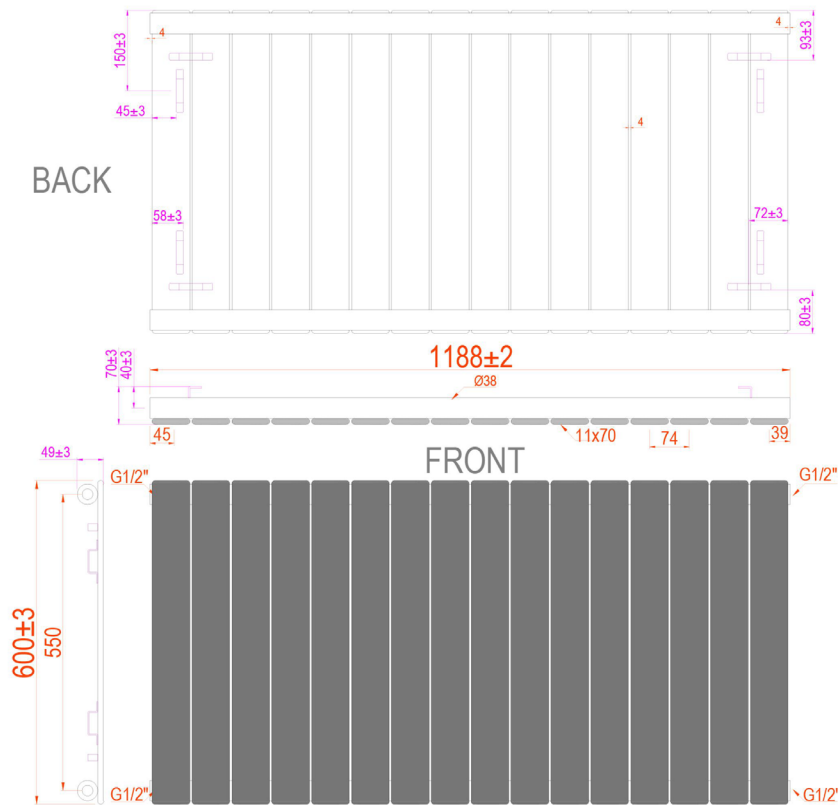 4
4
150±3
93±3
45±3
4
BACK
58±3
72±3
80±3
70±3
40±3
1188±2
Ø38
45
11x70
74
39
FRONT
49±3
G1/2"
G1/2"
600±3
550
G1/2"
G1/2"